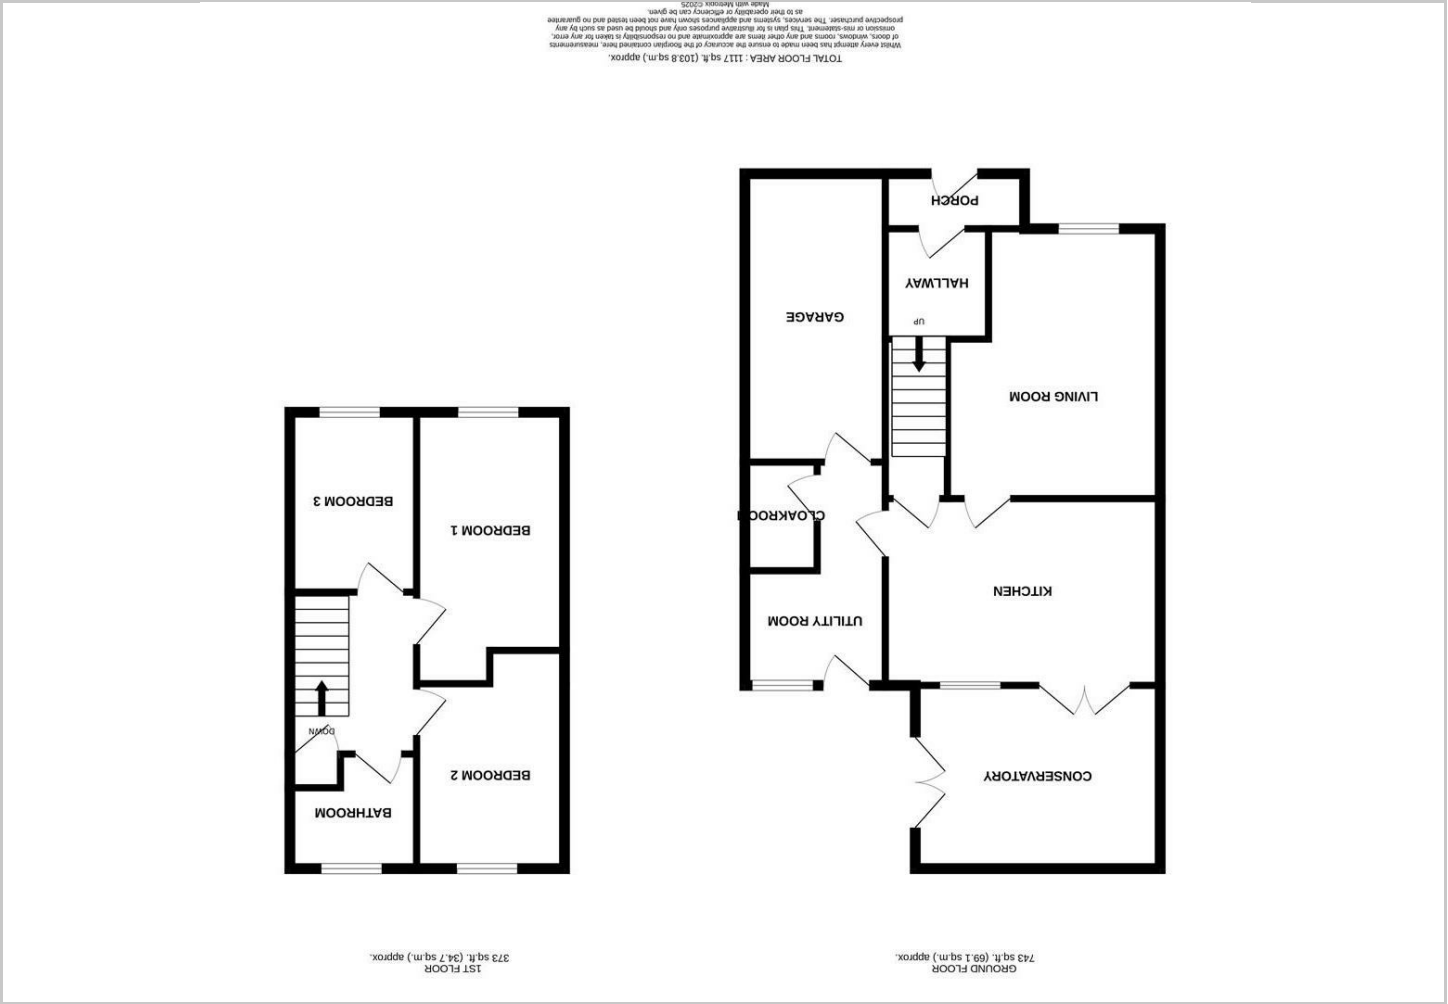 GROUND FLOOR
743 sq.ft. (69.1 sq.m.) approx.
1ST FLOOR
373 sq.ft. (34.7 sq.m.) approx.
CONSERVATORY
KITCHEN
UTILITY ROOM
CLOAKROOM
LIVING ROOM
GARAGE
UP
HALLWAY
PORCH
BATHROOM
BEDROOM 2
DOWN
BEDROOM 1
BEDROOM 3
TOTAL FLOOR AREA : 1117 sq.ft. (103.8 sq.m.) approx.
Whilst every attempt has been made to ensure the accuracy of the floorplan contained here, measurements
of doors, windows, rooms and any other items are approximate and no responsibility is taken for any error,
omission or mis-statement. This plan is for illustrative purposes only and should be used as such by any
prospective purchaser. The services, systems and appliances shown have not been tested and no guarantee
as to their operability or efficiency can be given.
Made with Metropix ©2025